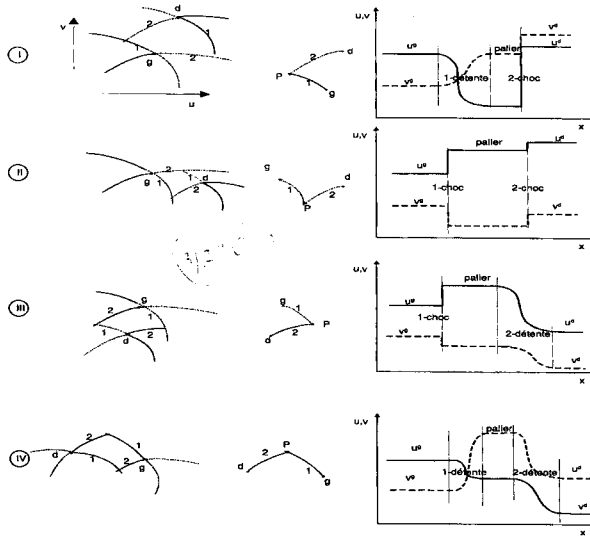 I
v
u
d
2
1
1
g
2
2
d
P
1
g
u,v
u^g
v^g
1-détente
palier
v^d
u^d
2-choc
x
II
2
1
d
g
1
2
g
1
P
2
d
u,v
palier
u^d
u^g
1-choc
2-choc
v^g
v^d
x
III
g
2
1
1
2
d
g
1
P
2
d
u,v
palier
u^g
1-choc
v^g
2-détente
u^d
v^d
x
IV
2
1
d
1
2
g
P
2
1
d
g
u,v
palier
u^g
1-détente
2-détente
u^d
v^g
v^d
x